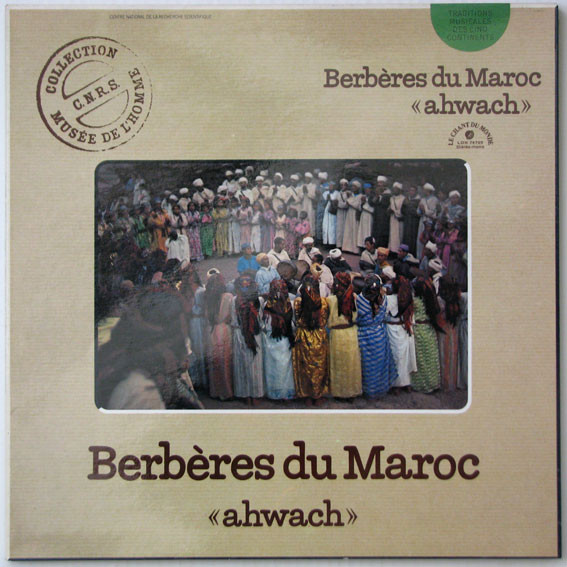 CENTRE NATIONAL DE LA RECHERCHE SCIENTIFIQUE
TRADITIONS
MUSICALES
DES CINQ
CONTINENTS
COLLECTION
C.N.R.S.
MUSÉE DE L'HOMME
Berbères du Maroc
«ahwach»
LE CHANT DU MONDE
Berbères du Maroc
«ahwach»